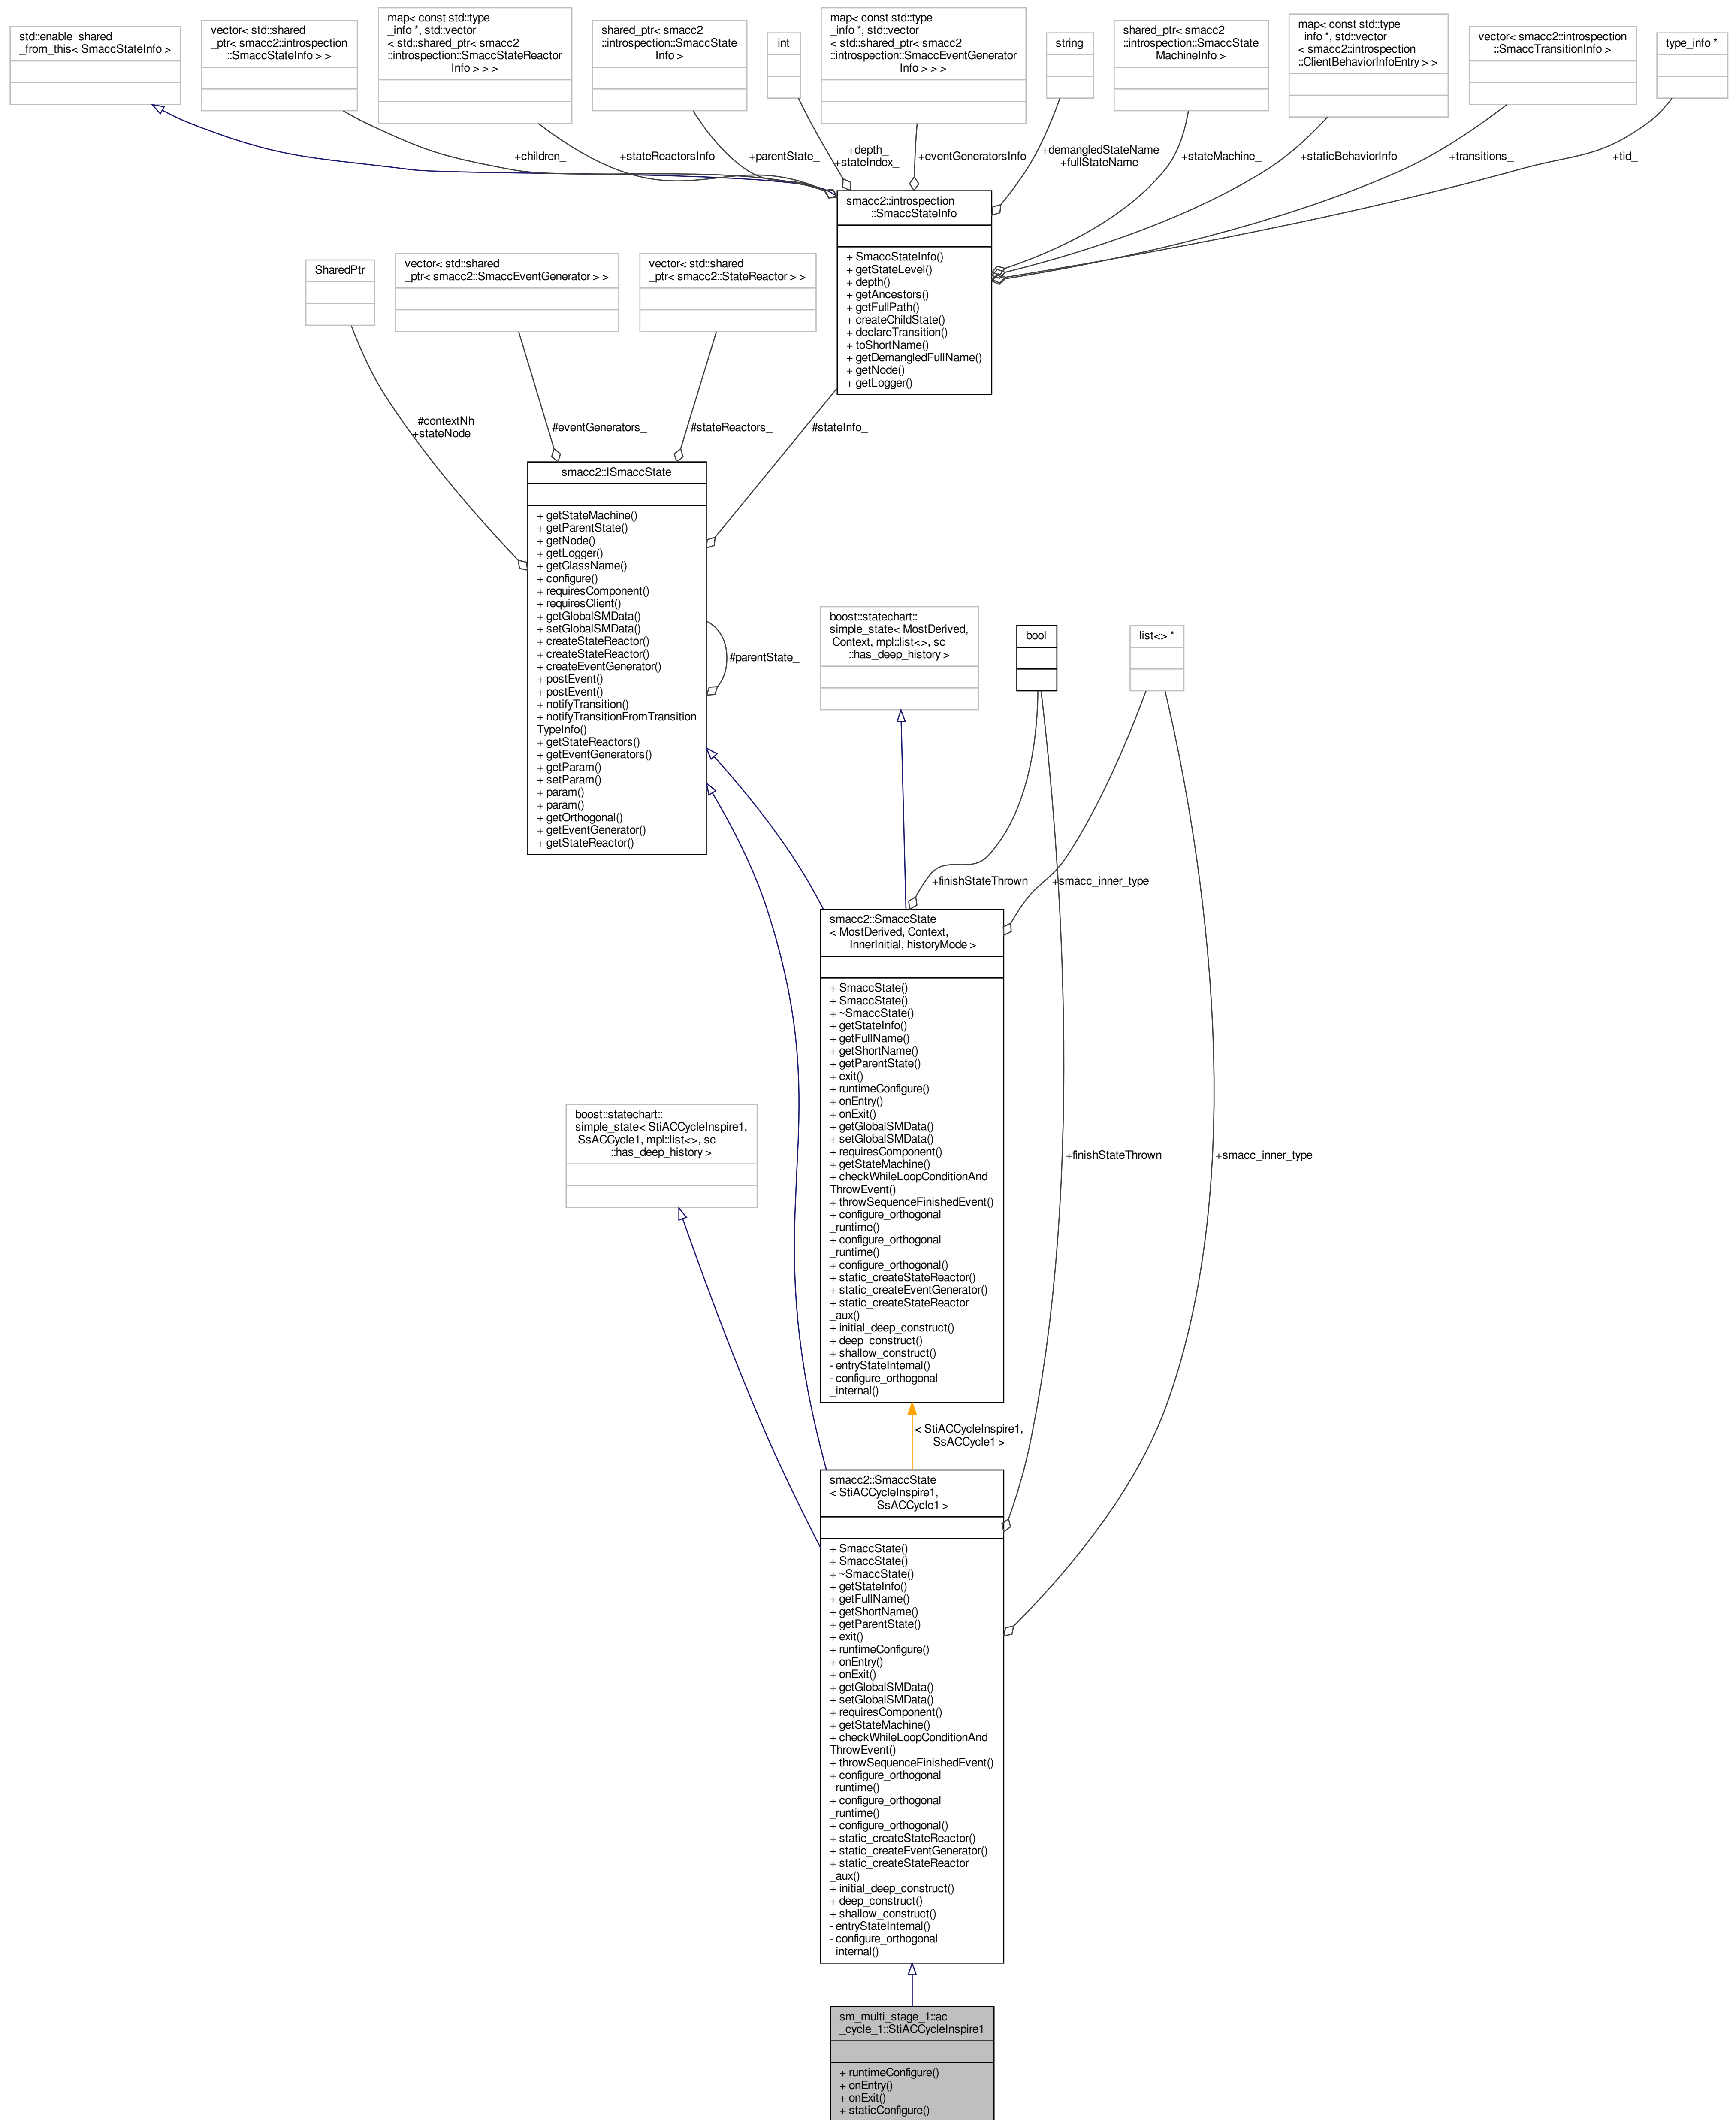 std::enable_shared
_from_this< SmaccStateInfo >
vector< std::shared
_ptr< smacc2::introspection
::SmaccStateInfo > >
map< const std::type
_info *, std::vector
< std::shared_ptr< smacc2
::introspection::SmaccStateReactor
Info > > >
shared_ptr< smacc2
::introspection::SmaccState
Info >
int
map< const std::type
_info *, std::vector
< std::shared_ptr< smacc2
::introspection::SmaccEventGenerator
Info > > >
string
shared_ptr< smacc2
::introspection::SmaccState
MachineInfo >
map< const std::type
_info *, std::vector
< smacc2::introspection
::ClientBehaviorInfoEntry > >
vector< smacc2::introspection
::SmaccTransitionInfo >
type_info *
+children_
+stateReactorsInfo
+parentState_
+depth_
+stateIndex_
+eventGeneratorsInfo
+demangledStateName
+fullStateName
+stateMachine_
+staticBehaviorInfo
+transitions_
+tid_
smacc2::introspection
::SmaccStateInfo
+ SmaccStateInfo()
+ getStateLevel()
+ depth()
+ getAncestors()
+ getFullPath()
+ createChildState()
+ declareTransition()
+ toShortName()
+ getDemangledFullName()
+ getNode()
+ getLogger()
SharedPtr
vector< std::shared
_ptr< smacc2::SmaccEventGenerator > >
vector< std::shared
_ptr< smacc2::StateReactor > >
#contextNh
+stateNode_
#eventGenerators_
#stateReactors_
#stateInfo_
smacc2::ISmaccState
+ getStateMachine()
+ getParentState()
+ getNode()
+ getLogger()
+ getClassName()
+ configure()
+ requiresComponent()
+ requiresClient()
+ getGlobalSMData()
+ setGlobalSMData()
+ createStateReactor()
+ createStateReactor()
+ createEventGenerator()
+ postEvent()
+ postEvent()
+ notifyTransition()
+ notifyTransitionFromTransition
TypeInfo()
+ getStateReactors()
+ getEventGenerators()
+ getParam()
+ setParam()
+ param()
+ param()
+ getOrthogonal()
+ getEventGenerator()
+ getStateReactor()
#parentState_
boost::statechart::
simple_state< MostDerived,
Context, mpl::list<>, sc
::has_deep_history >
bool
list<> *
+finishStateThrown
+smacc_inner_type
smacc2::SmaccState
< MostDerived, Context,
InnerInitial, historyMode >
+ SmaccState()
+ SmaccState()
+ ~SmaccState()
+ getStateInfo()
+ getFullName()
+ getShortName()
+ getParentState()
+ exit()
+ runtimeConfigure()
+ onEntry()
+ onExit()
+ getGlobalSMData()
+ setGlobalSMData()
+ requiresComponent()
+ getStateMachine()
+ checkWhileLoopConditionAnd
ThrowEvent()
+ throwSequenceFinishedEvent()
+ configure_orthogonal
_runtime()
+ configure_orthogonal
_runtime()
+ configure_orthogonal()
+ static_createStateReactor()
+ static_createEventGenerator()
+ static_createStateReactor
_aux()
+ initial_deep_construct()
+ deep_construct()
+ shallow_construct()
- entryStateInternal()
- configure_orthogonal
_internal()
boost::statechart::
simple_state< StiACCycleInspire1,
SsACCycle1, mpl::list<>, sc
::has_deep_history >
+finishStateThrown
+smacc_inner_type
< StiACCycleInspire1,
SsACCycle1 >
smacc2::SmaccState
< StiACCycleInspire1,
SsACCycle1 >
+ SmaccState()
+ SmaccState()
+ ~SmaccState()
+ getStateInfo()
+ getFullName()
+ getShortName()
+ getParentState()
+ exit()
+ runtimeConfigure()
+ onEntry()
+ onExit()
+ getGlobalSMData()
+ setGlobalSMData()
+ requiresComponent()
+ getStateMachine()
+ checkWhileLoopConditionAnd
ThrowEvent()
+ throwSequenceFinishedEvent()
+ configure_orthogonal
_runtime()
+ configure_orthogonal
_runtime()
+ configure_orthogonal()
+ static_createStateReactor()
+ static_createEventGenerator()
+ static_createStateReactor
_aux()
+ initial_deep_construct()
+ deep_construct()
+ shallow_construct()
- entryStateInternal()
- configure_orthogonal
_internal()
sm_multi_stage_1::ac
_cycle_1::StiACCycleInspire1
+ runtimeConfigure()
+ onEntry()
+ onExit()
+ staticConfigure()